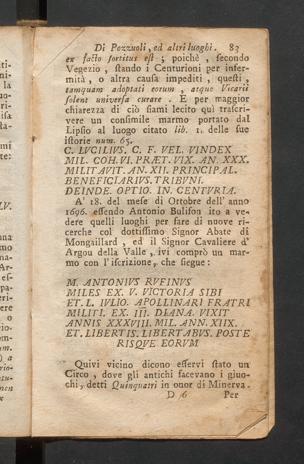 Di Pozzuoli, ed altri luoghi. 83
ex facto sortitus est ; poichè, secondo
Vegezio, stando i Centurioni per infer-
mità, o altra causa impediti, questi,
tamquam adoptati eorum, atque Vicarii
solent universa curare. E per maggior
chiarezza di ciò siami lecito quì trascri-
vere un consimile marmo portato dal
Lipsio al luogo citato lib. 1. delle sue
istorie num. 65.
C. LVCILIVS. C. F. VEL. VINDEX
MIL. COH. VI. PRÆT. VIX. AN. XXX.
MILITAVIT. AN. XII. PRINCIPAL.
BENEFICIARIVS. TRIBVNI.
DEINDE. OPTIO. IN. CENTVRIA.
A' 18. del mese di Ottobre dell' anno
1696. essendo Antonio Bulifon ito a ve-
dere quelli luoghi per fare di nuove ri-
cerche col dottissimo Signor Abate di
Mongaillard, ed il Signor Cavaliere d'
Argou della Valle, ivi comprò un mar-
mo con l' iscrizione, che siegue:
M. ANTONIVS RVFINVS
MILES EX V. VICTORIA SIBI
ET. L. IVLIO. APOLLINARI FRATRI
MILITI. EX. III. DIANA. VIXIT
ANNIS XXXVIII. MIL. ANN. XIIX.
ET. LIBERTIS. LIBERTABVS. POSTE
RISQVE EORVM
Quivi vicino dicono esservi stato un
Circo, dove gli antichi facevano i giuo-
chi, detti Quinquatri in onor di Minerva.
D 6 Per